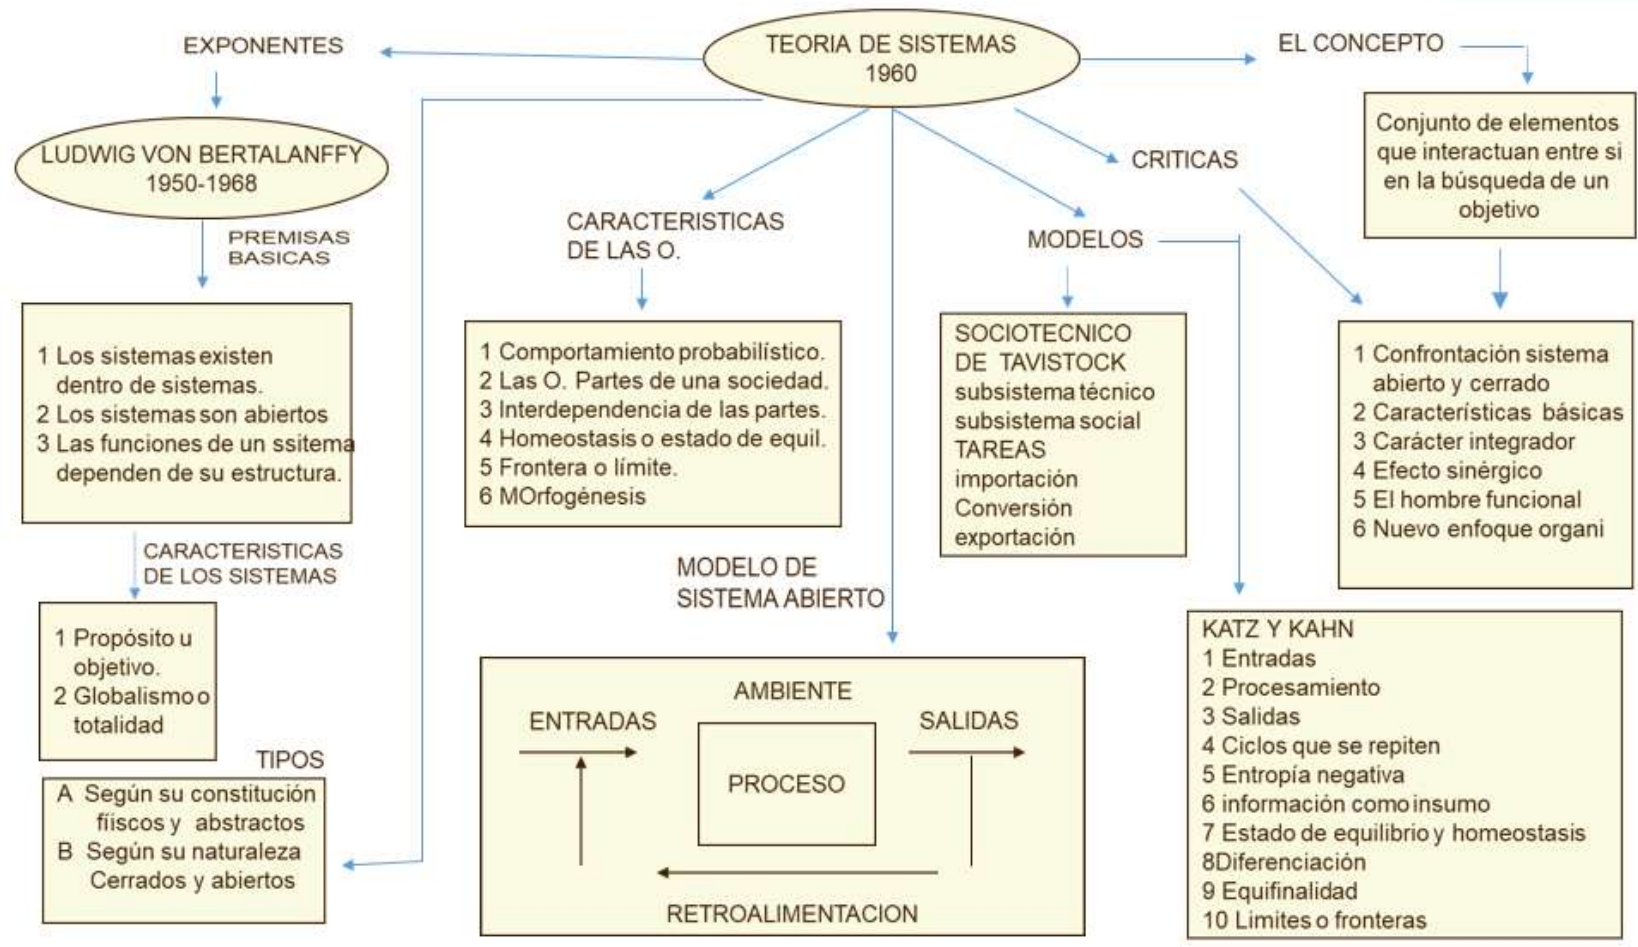 TEORIA DE SISTEMAS
1960
EXPONENTES
LUDWIG VON BERTALANFFY
1950-1968
PREMISAS
BASICAS
1 Los sistemas existen
dentro de sistemas.
2 Los sistemas son abiertos
3 Las funciones de un ssitema
dependen de su estructura.
CARACTERISTICAS
DE LOS SISTEMAS
1 Propósito u
objetivo.
2 Globalismo o
totalidad
TIPOS
A Según su constitución
fíiscos y abstractos
B Según su naturaleza
Cerrados y abiertos
CARACTERISTICAS
DE LAS O.
1 Comportamiento probabilístico.
2 Las O. Partes de una sociedad.
3 Interdependencia de las partes.
4 Homeostasis o estado de equil.
5 Frontera o límite.
6 MOrfogénesis
MODELO DE
SISTEMA ABIERTO
AMBIENTE
ENTRADAS
PROCESO
SALIDAS
RETROALIMENTACION
MODELOS
SOCIOTECNICO
DE TAVISTOCK
subsistema técnico
subsistema social
TAREAS
importación
Conversión
exportación
KATZ Y KAHN
1 Entradas
2 Procesamiento
3 Salidas
4 Ciclos que se repiten
5 Entropía negativa
6 información como insumo
7 Estado de equilibrio y homeostasis
8Diferenciación
9 Equifinalidad
10 Limites o fronteras
CRITICAS
EL CONCEPTO
Conjunto de elementos
que interactuan entre si
en la búsqueda de un
objetivo
1 Confrontación sistema
abierto y cerrado
2 Características básicas
3 Carácter integrador
4 Efecto sinérgico
5 El hombre funcional
6 Nuevo enfoque organi